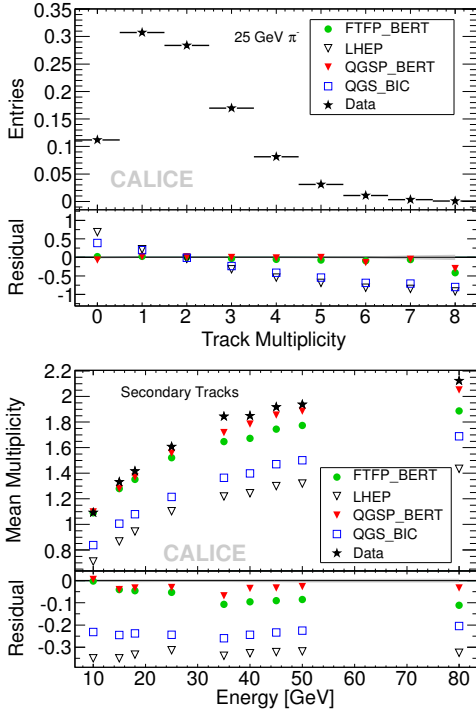 25 GeV π⁻
FTFP_BERT
LHEP
QGSP_BERT
QGS_BIC
Data
CALICE
Entries
0.3
0.25
0.2
0.15
0.1
0.05
0
Residual
1
0.5
0
-0.5
-1
0 1 2 3 4 5 6 7 8
Track Multiplicity
Secondary Tracks
FTFP_BERT
LHEP
QGSP_BERT
QGS_BIC
Data
CALICE
Mean Multiplicity
2.2
2
1.8
1.6
1.4
1.2
1
0.8
Residual
0
-0.1
-0.2
-0.3
10 20 30 40 50 60 70 80
Energy [GeV]